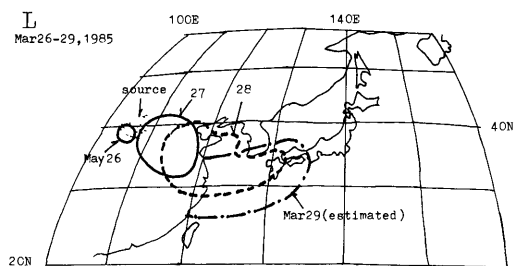 L
Mar26-29,1985
100E
140E
source
27
28
40N
May26
Mar29(estimated)
20N